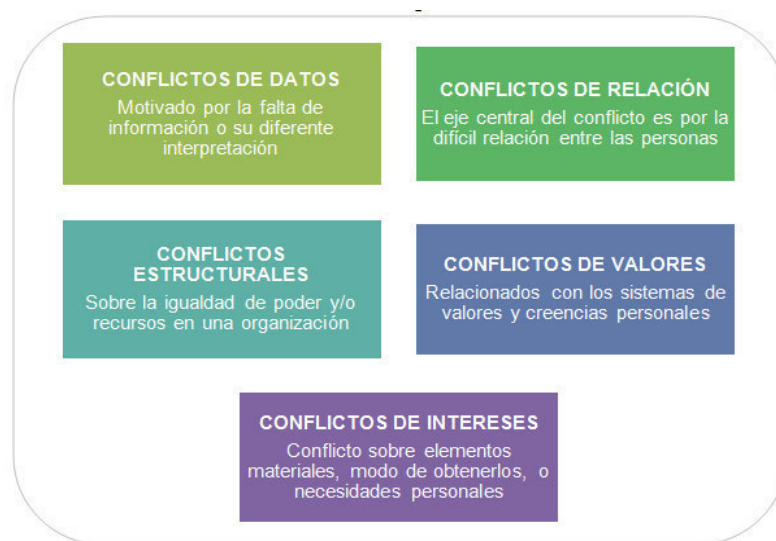 CONFLICTOS DE DATOS
Motivado por la falta de
información o su diferente
interpretación
CONFLICTOS DE RELACIÓN
El eje central del conflicto es por la
difícil relación entre las personas
CONFLICTOS
ESTRUCTURALES
Sobre la igualdad de poder y/o
recursos en una organización
CONFLICTOS DE VALORES
Relacionados con los sistemas de
valores y creencias personales
CONFLICTOS DE INTERESES
Conflicto sobre elementos
materiales, modo de obtenerlos, o
necesidades personales